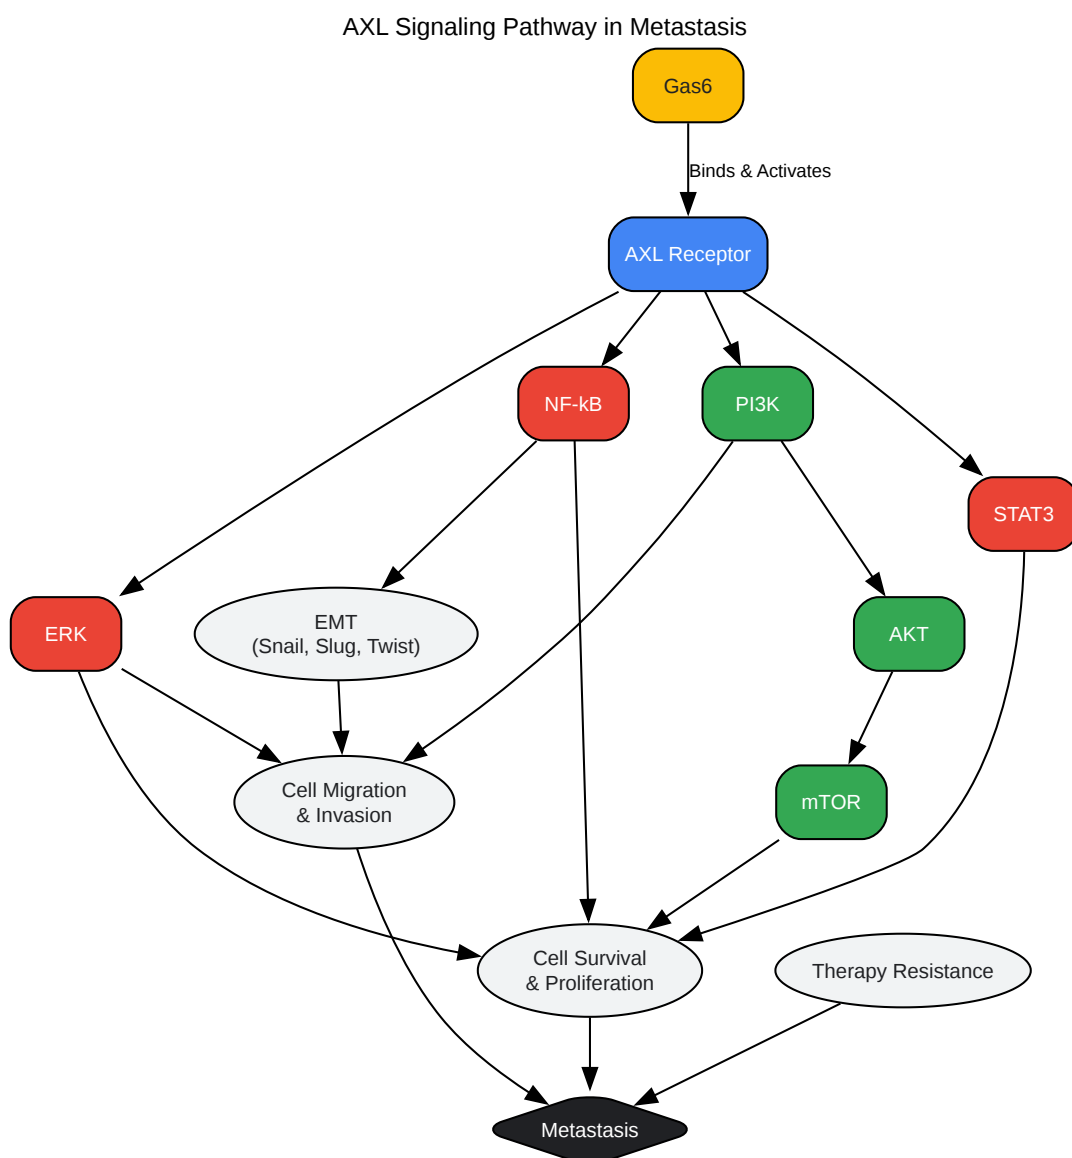 AXL Signaling Pathway in Metastasis
Gas6
Binds & Activates
AXL Receptor
NF-kB
PI3K
STAT3
ERK
EMT
(Snail, Slug, Twist)
AKT
Cell Migration
& Invasion
mTOR
Cell Survival
& Proliferation
Therapy Resistance
Metastasis